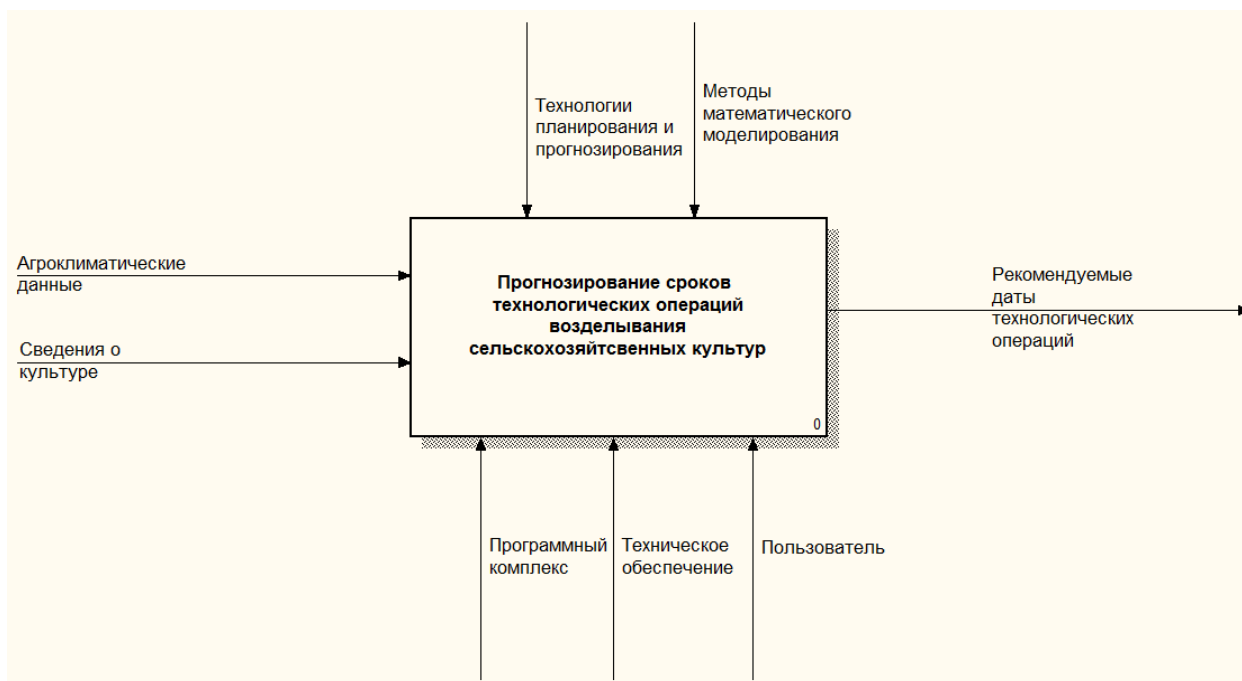 Технологии
планирования и
прогнозирования
Методы
математического
моделирования
Агроклиматические
данные
Сведения о
культуре
Прогнозирование сроков
технологических операций
возделывания
сельскохозяйтсвенных культур
0
Рекомендуемые
даты
технологических
операций
Программный
комплекс
Техническое
обеспечение
Пользователь